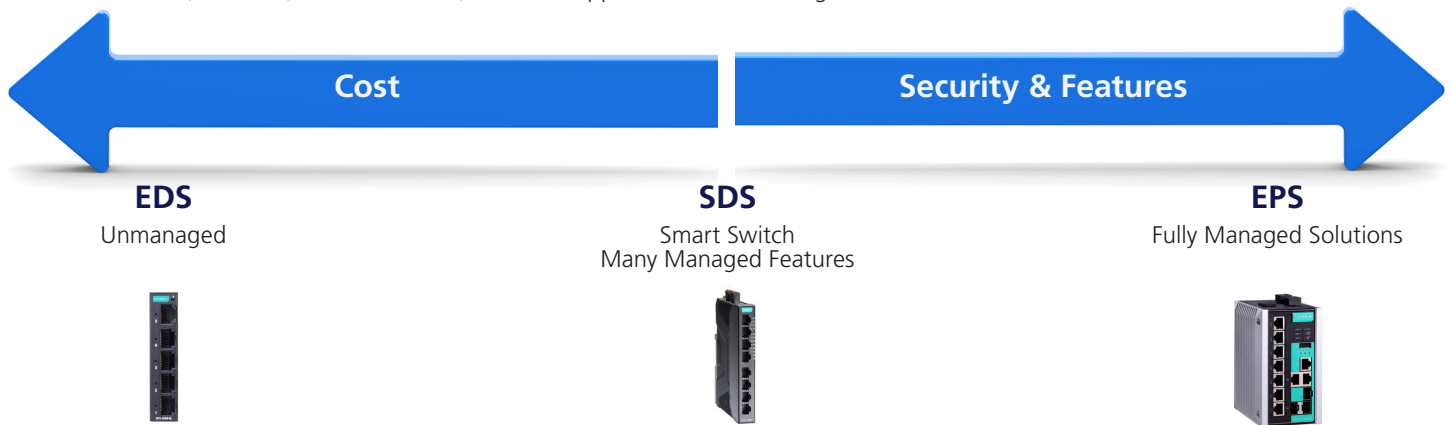 Cost
Security & Features
EDS
SDS
EPS
Unmanaged
Smart Switch
Many Managed Features
Fully Managed Solutions